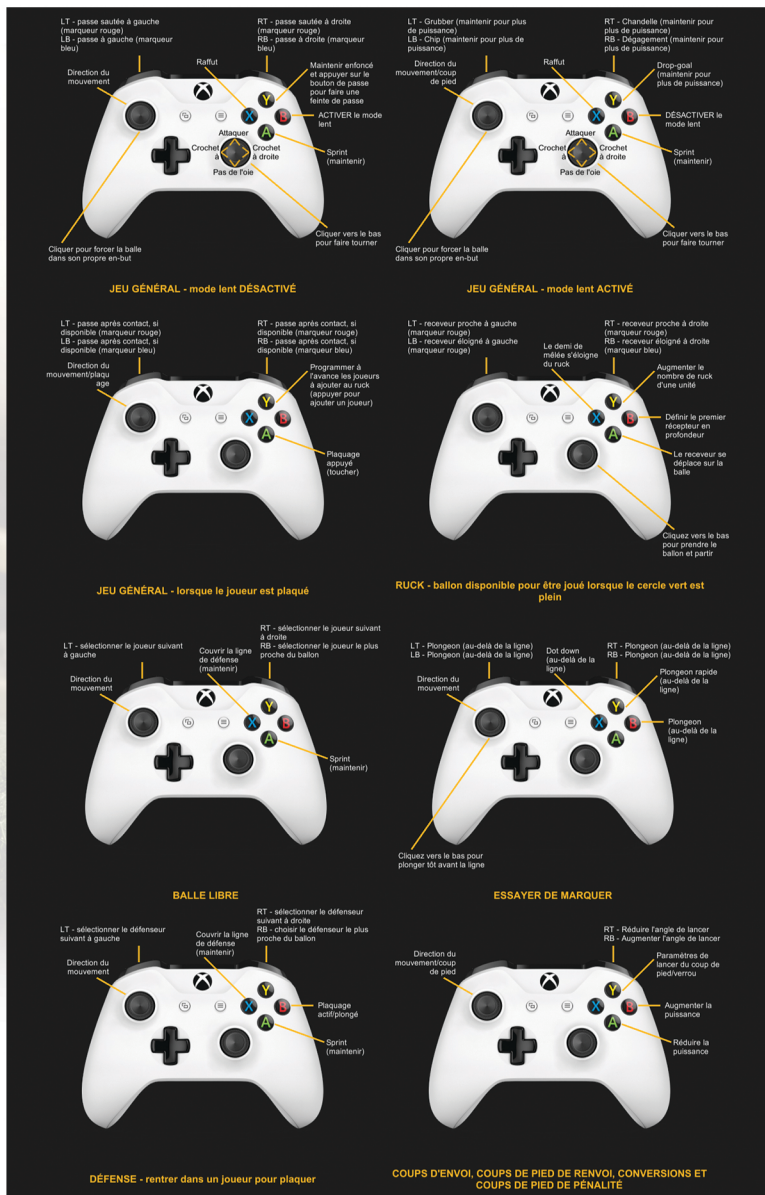 LT - passe sautée à gauche
(marqueur rouge)
LB - passe à gauche (marqueur
bleu)
RT - passe sautée à droite
(marqueur rouge)
RB - passe à droite (marqueur
bleu)
Direction du
mouvement
Raffut
Maintenir enfoncé
et appuyer sur le
bouton de passe
pour faire une
feinte de passe
Y
X
B
A
ACTIVER le mode
lent
Attaquer
Crochet
à
Crochet
à droite
Pas de l'oie
Sprint
(maintenir)
Cliquer vers le bas
pour faire tourner
Cliquer pour forcer la balle
dans son propre en-but
JEU GÉNÉRAL - mode lent DÉSACTIVÉ
LT - Grubber (maintenir pour plus
de puissance)
LB - Chip (maintenir pour plus de
puissance)
RT - Chandelle (maintenir pour
plus de puissance)
RB - Dégagement (maintenir pour
plus de puissance)
Direction du
mouvement/coup
de pied
Raffut
Drop-goal
(maintenir pour
plus de puissance)
Y
X
B
A
DÉSACTIVER le
mode lent
Attaquer
Crochet
à
Crochet
à droite
Pas de l'oie
Sprint
(maintenir)
Cliquer vers le bas
pour faire tourner
Cliquer pour forcer la balle
dans son propre en-but
JEU GÉNÉRAL - mode lent ACTIVÉ
LT - passe après contact, si
disponible (marqueur rouge)
LB - passe après contact, si
disponible (marqueur bleu)
RT - passe après contact, si
disponible (marqueur rouge)
RB - passe après contact, si
disponible (marqueur bleu)
Direction du
mouvement/plaqu
age
Programmer à
l'avance les joueurs
à ajouter au ruck
(appuyer pour
ajouter un joueur)
Y
X
B
A
Plaquage
appuyé
(toucher)
JEU GÉNÉRAL - lorsque le joueur est plaqué
LT - receveur proche à gauche
(marqueur rouge)
LB - receveur éloigné à gauche
(marqueur rouge)
RT - receveur proche à droite
(marqueur rouge)
RB - receveur éloigné à droite
(marqueur bleu)
Direction du
mouvement
Le demi de
mêlée s'éloigne
du ruck
Augmenter le
nombre de ruck
d'une unité
Y
X
B
A
Définir le premier
récepteur en
profondeur
Le receveur se
déplace sur la
balle
Cliquez vers le bas
pour prendre le
ballon et partir
RUCK - ballon disponible pour être joué lorsque le cercle vert est
plein
LT - sélectionner le joueur suivant
à gauche
RT - sélectionner le joueur suivant
à droite
RB - sélectionner le joueur le plus
proche du ballon
Direction du
mouvement
Couvrir la ligne
de défense
(maintenir)
Y
X
B
A
Sprint
(maintenir)
BALLE LIBRE
LT - Plongeon (au-delà de la ligne)
LB - Plongeon (au-delà de la ligne)
RT - Plongeon (au-delà de la ligne)
RB - Plongeon (au-delà de la ligne)
Direction du
mouvement
Dot down
(au-delà de la
ligne)
Plongeon rapide
(au-delà de la
ligne)
Y
X
B
A
Plongeon
(au-delà de la
ligne)
Cliquez vers le bas pour
plonger tôt avant la ligne
ESSAYER DE MARQUER
LT - sélectionner le défenseur
suivant à gauche
RT - sélectionner le défenseur
suivant à droite
RB - choisir le défenseur le plus
proche du ballon
Direction du
mouvement
Couvrir la ligne
de défense
(maintenir)
Y
X
B
A
Plaquage
actif/plongé
Sprint
(maintenir)
DÉFENSE - rentrer dans un joueur pour plaquer
RT - Réduire l'angle de lancer
RB - Augmenter l'angle de lancer
Direction du
mouvement/coup
de pied
Paramètres de
lancer du coup de
pied/verrou
Y
X
B
A
Augmenter la
puissance
Réduire la
puissance
COUPS D'ENVOI, COUPS DE PIED DE RENVOI, CONVERSIONS ET
COUPS DE PIED DE PÉNALITÉ